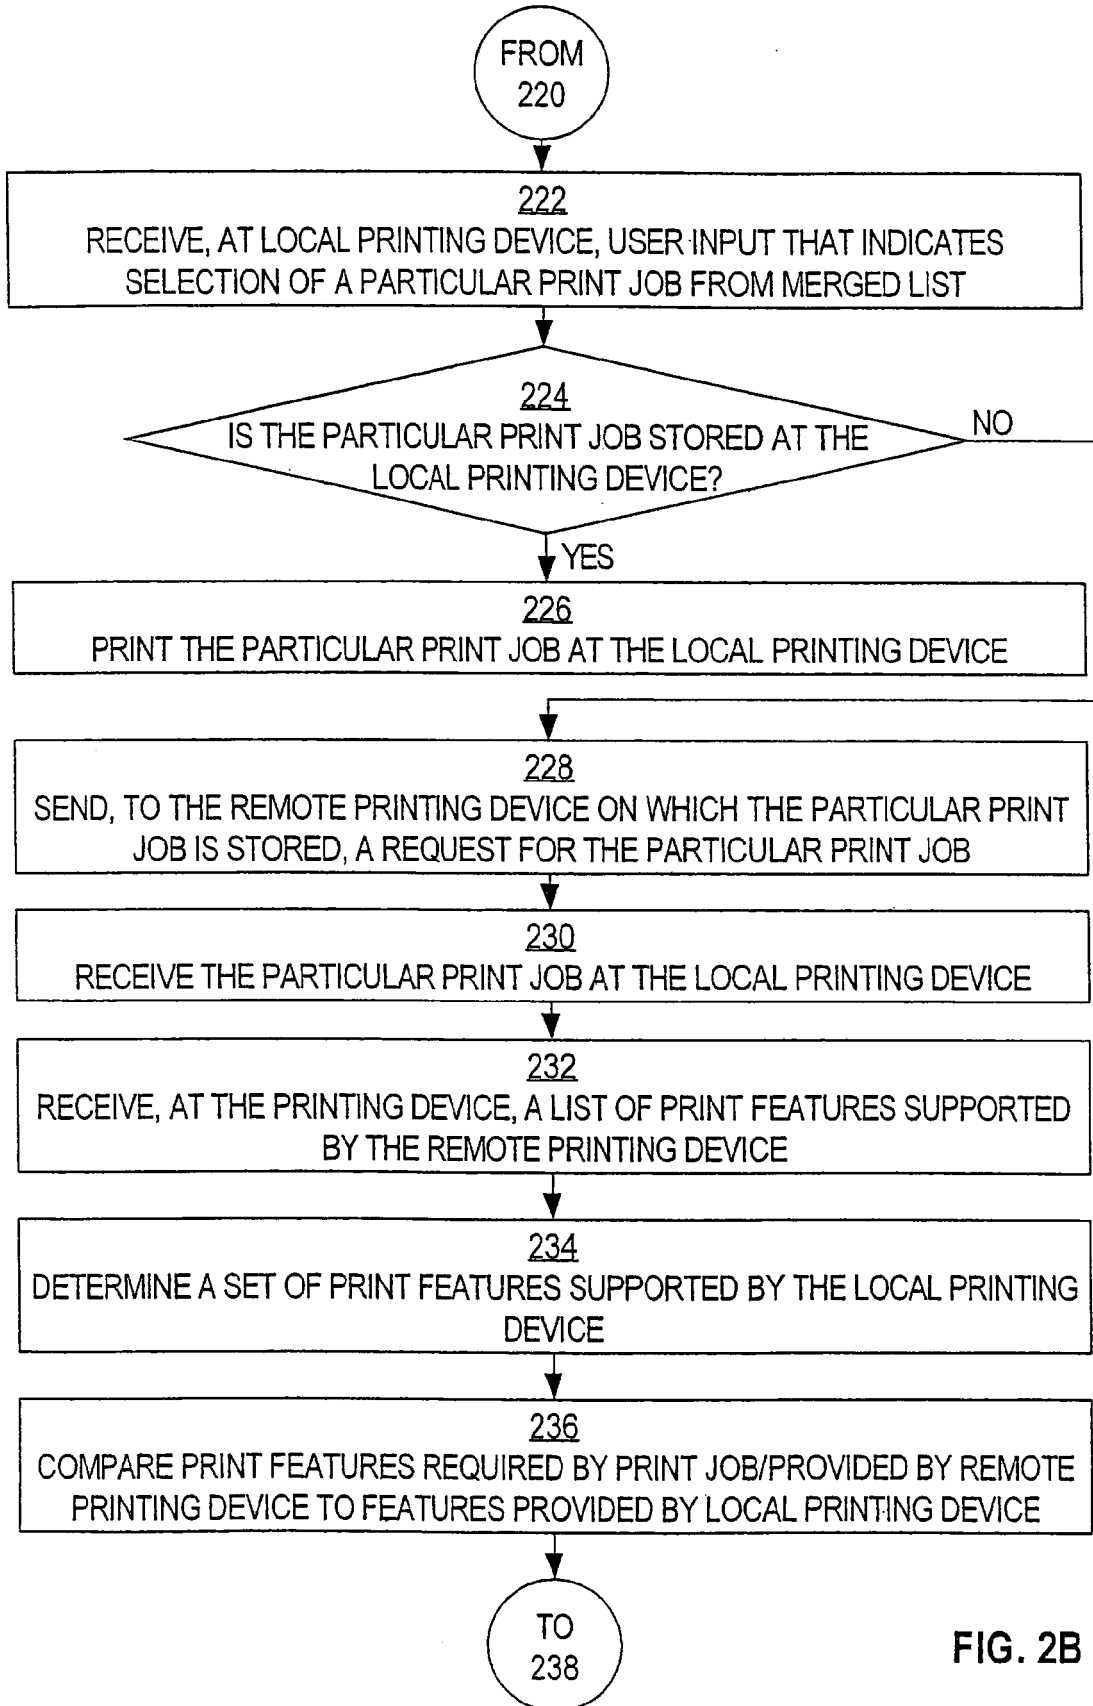 FROM
220
222
RECEIVE, AT LOCAL PRINTING DEVICE, USER INPUT THAT INDICATES
SELECTION OF A PARTICULAR PRINT JOB FROM MERGED LIST
224
IS THE PARTICULAR PRINT JOB STORED AT THE
LOCAL PRINTING DEVICE?
NO
YES
226
PRINT THE PARTICULAR PRINT JOB AT THE LOCAL PRINTING DEVICE
228
SEND, TO THE REMOTE PRINTING DEVICE ON WHICH THE PARTICULAR PRINT
JOB IS STORED, A REQUEST FOR THE PARTICULAR PRINT JOB
230
RECEIVE THE PARTICULAR PRINT JOB AT THE LOCAL PRINTING DEVICE
232
RECEIVE, AT THE PRINTING DEVICE, A LIST OF PRINT FEATURES SUPPORTED
BY THE REMOTE PRINTING DEVICE
234
DETERMINE A SET OF PRINT FEATURES SUPPORTED BY THE LOCAL PRINTING
DEVICE
236
COMPARE PRINT FEATURES REQUIRED BY PRINT JOB/PROVIDED BY REMOTE
PRINTING DEVICE TO FEATURES PROVIDED BY LOCAL PRINTING DEVICE
TO
238
FIG. 2B